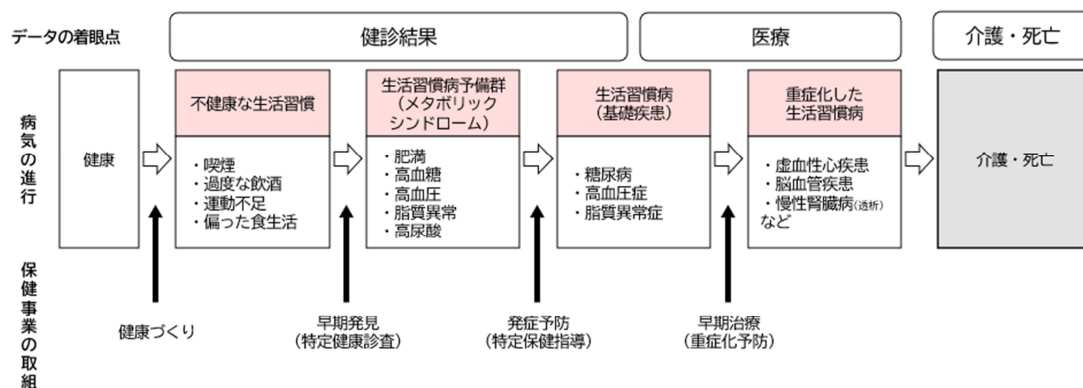 データの着眼点
健診結果
医療
介護・死亡
病気の進行
健康
不健康な生活習慣
・喫煙
・過度な飲酒
・運動不足
・偏った食生活
生活習慣病予備群
（メタボリック
シンドローム）
・肥満
・高血糖
・高血圧
・脂質異常
・高尿酸
生活習慣病
（基礎疾患）
・糖尿病
・高血圧症
・脂質異常症
重症化した
生活習慣病
・虚血性心疾患
・脳血管疾患
・慢性腎臓病（透析）
など
介護・死亡
保健事業の取組
健康づくり
早期発見
（特定健康診査）
発症予防
（特定保健指導）
早期治療
（重症化予防）